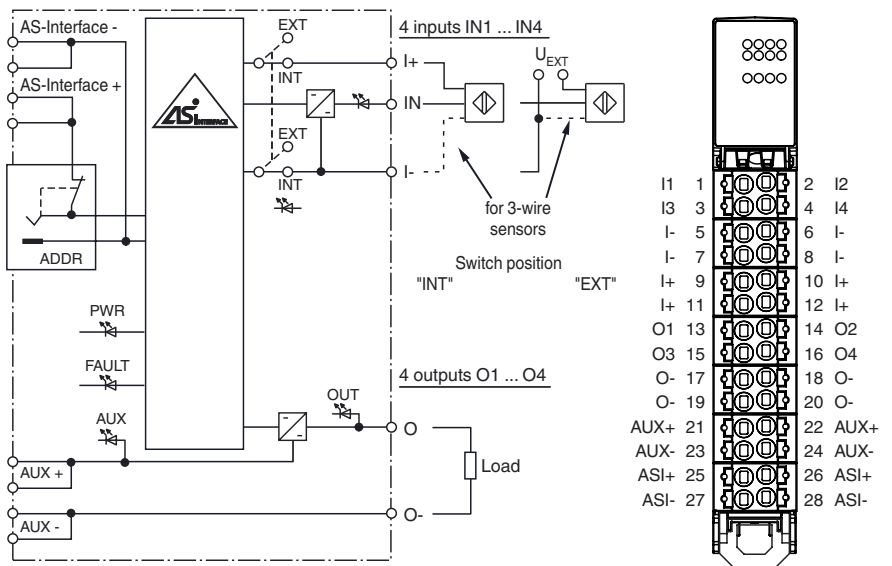 AS-Interface -
AS-Interface +
ADDR
PWR
FAULT
AUX
AUX +
AUX -
ASi
INTERFACE
EXT
INT
EXT
INT
OUT
4 inputs IN1 ... IN4
I+
IN
I-
UEXT
for 3-wire
sensors
Switch position
"INT" "EXT"
4 outputs O1 ... O4
O
Load
O-
I1 1 2 I2
I3 3 4 I4
I- 5 6 I-
I- 7 8 I-
I+ 9 10 I+
I+ 11 12 I+
O1 13 14 O2
O3 15 16 O4
O- 17 18 O-
O- 19 20 O-
AUX+ 21 22 AUX+
AUX- 23 24 AUX-
ASI+ 25 26 ASI+
ASI- 27 28 ASI-